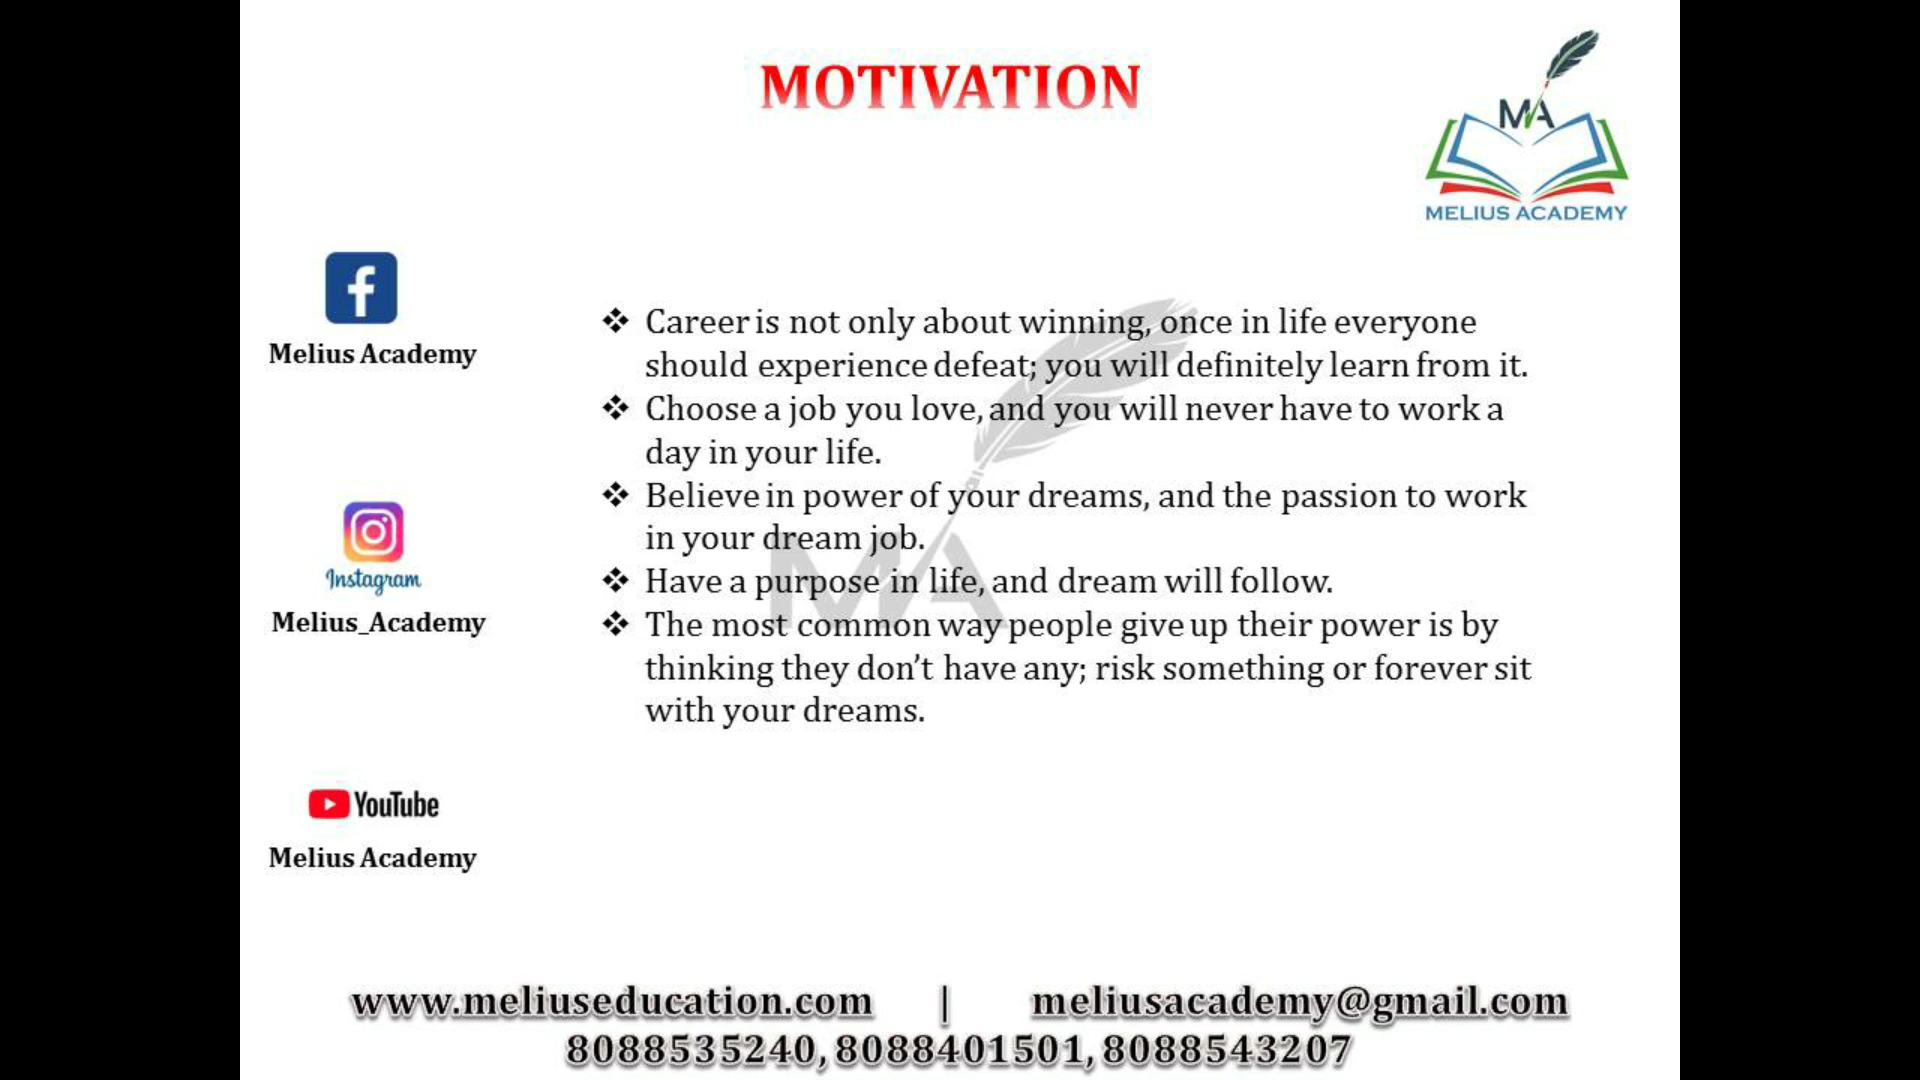 MOTIVATION
MA
MELIUS ACADEMY
f
Melius Academy
Instagram
Melius_Academy
YouTube
Melius Academy
❖ Career is not only about winning, once in life everyone
should experience defeat; you will definitely learn from it.
❖ Choose a job you love, and you will never have to work a
day in your life.
❖ Believe in power of your dreams, and the passion to work
in your dream job.
❖ Have a purpose in life, and dream will follow.
❖ The most common way people give up their power is by
thinking they don’t have any; risk something or forever sit
with your dreams.
MA
www.meliuseducation.com | meliusacademy@gmail.com
8088535240, 8088401501, 8088543207